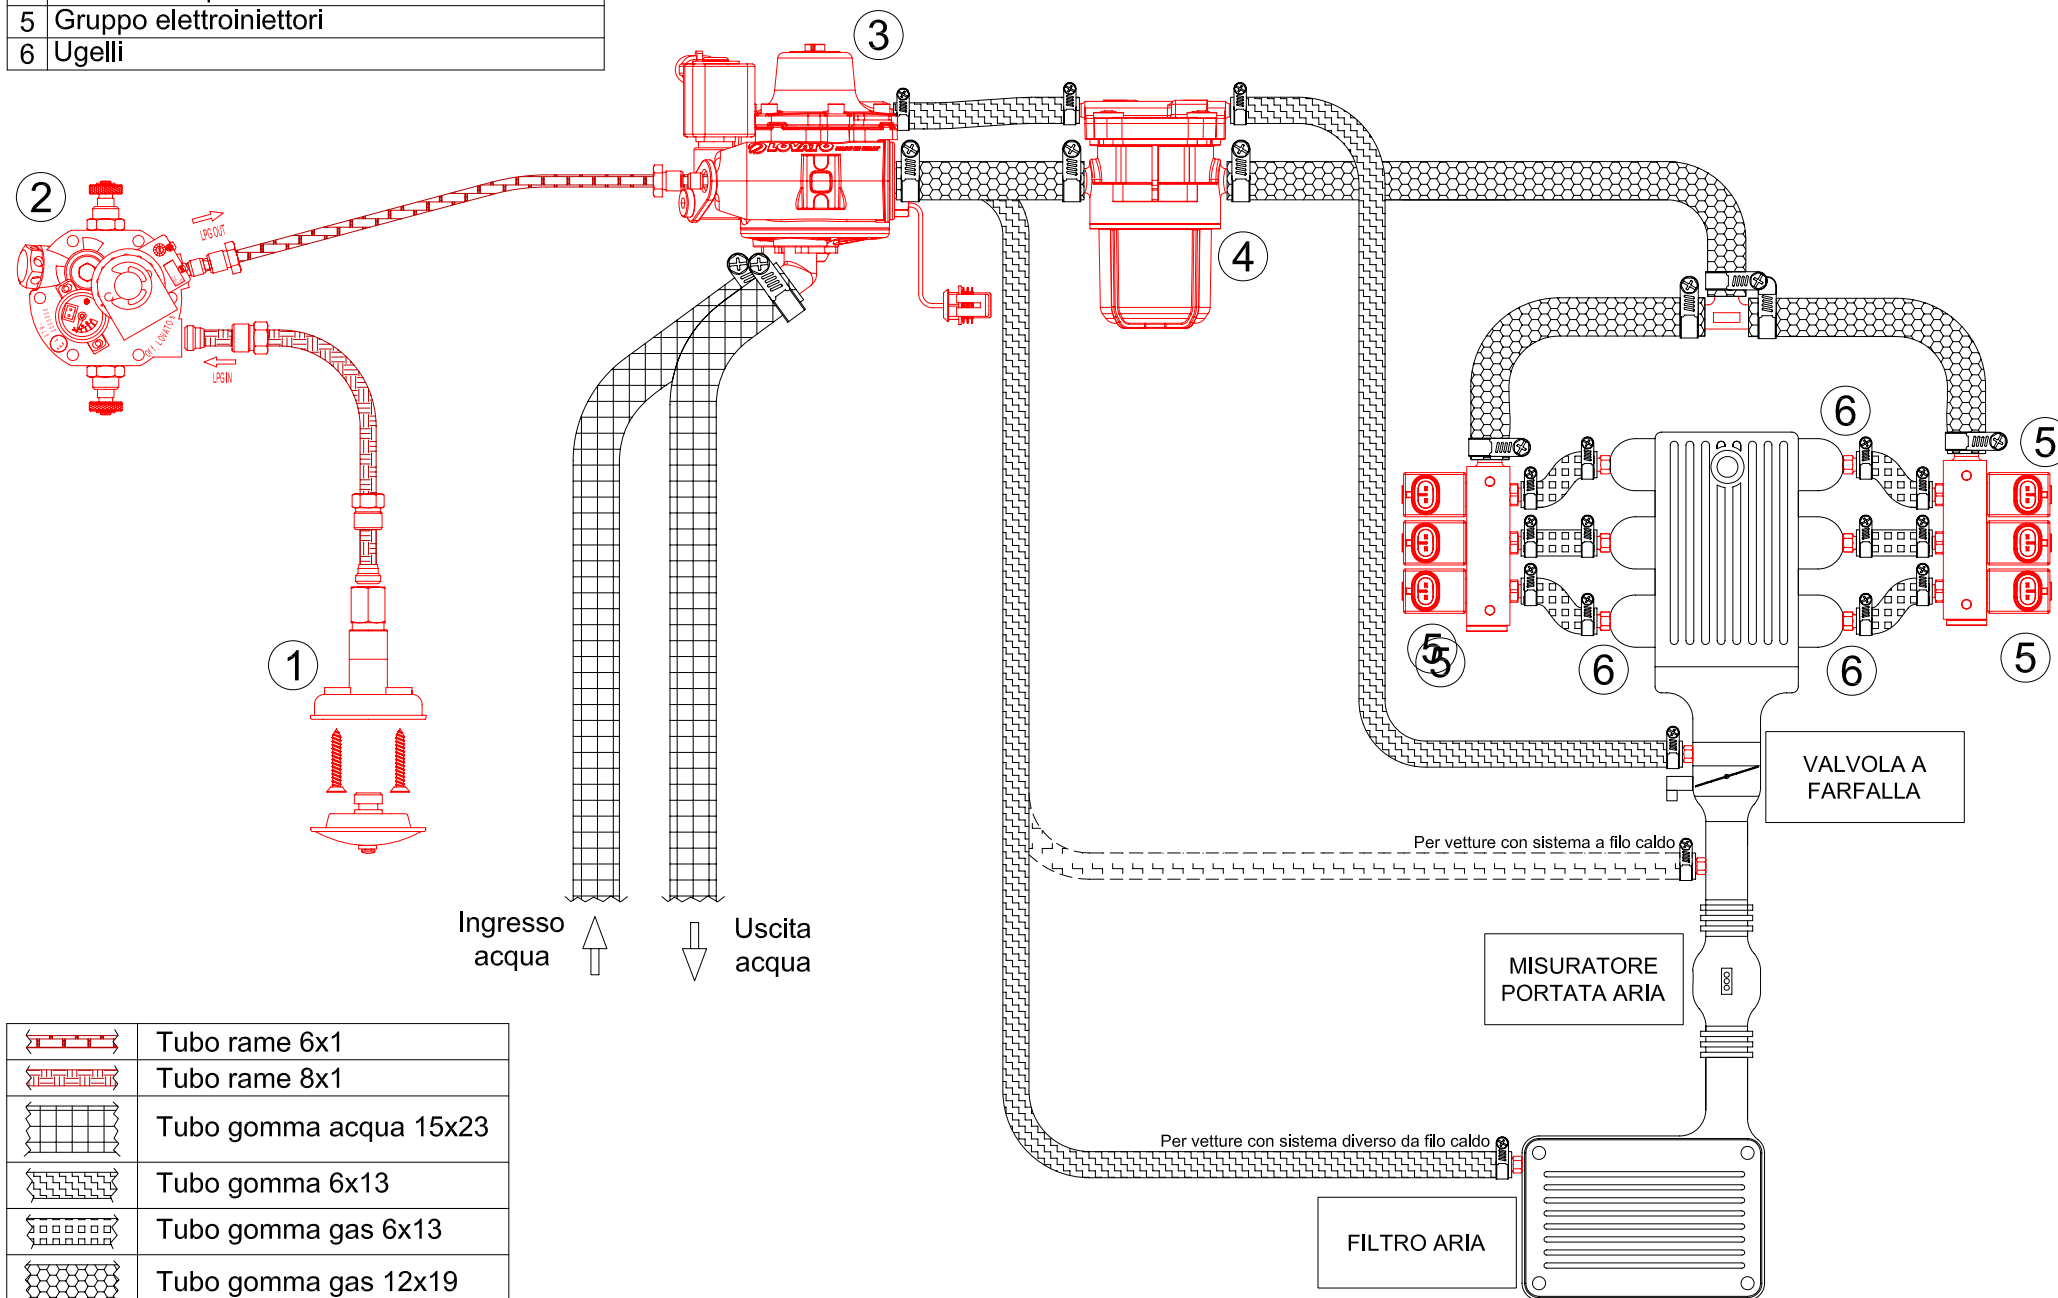 5 Gruppo elettroiniettori
6 Ugelli
3
2
LPG OUT
LOVATO
4
LPG IN
6
5
1
5
5
6
6
5
VALVOLA A
FARFALLA
Per vetture con sistema a filo caldo
Ingresso
acqua
Uscita
acqua
MISURATORE
PORTATA ARIA
Tubo rame 6x1
Tubo rame 8x1
Tubo gomma acqua 15x23
Per vetture con sistema diverso da filo caldo
Tubo gomma 6x13
Tubo gomma gas 6x13
FILTRO ARIA
Tubo gomma gas 12x19